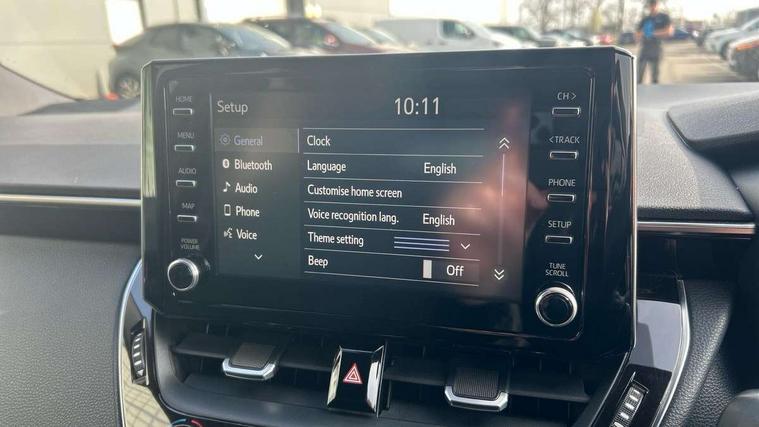 HOME
MENU
AUDIO
MAP
POWER
VOLUME
Setup
10:11
General
Bluetooth
Audio
Phone
Voice
Clock
Language English
Customise home screen
Voice recognition lang. English
Theme setting
Beep Off
CH >
< TRACK
PHONE
SETUP
TUNE
SCROLL